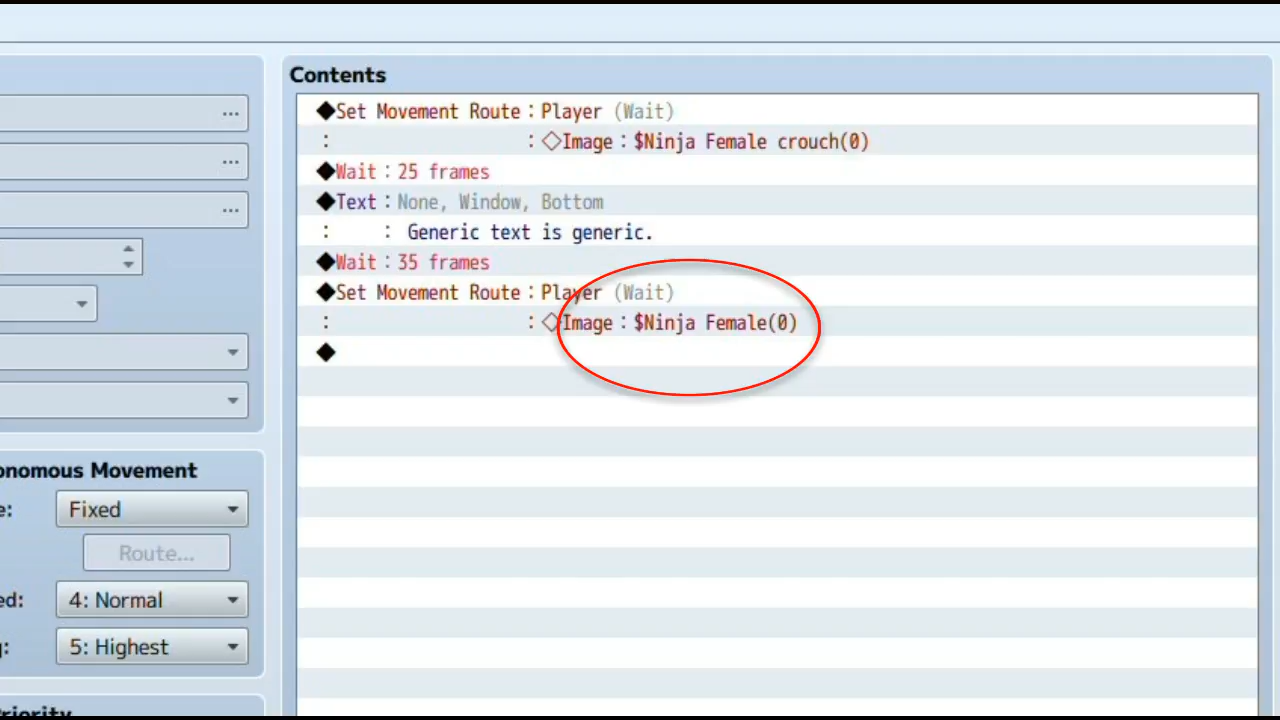 Contents
◆Set Movement Route：Player (Wait)
：：◇Image：$Ninja Female crouch(0)
◆Wait：25 frames
◆Text：None, Window, Bottom
：：Generic text is generic.
◆Wait：35 frames
◆Set Movement Route：Player (Wait)
：：◇Image：$Ninja Female(0)
◆
...
...
...
onomous Movement
e: Fixed
Route...
ed: 4: Normal
: 5: Highest
Priority